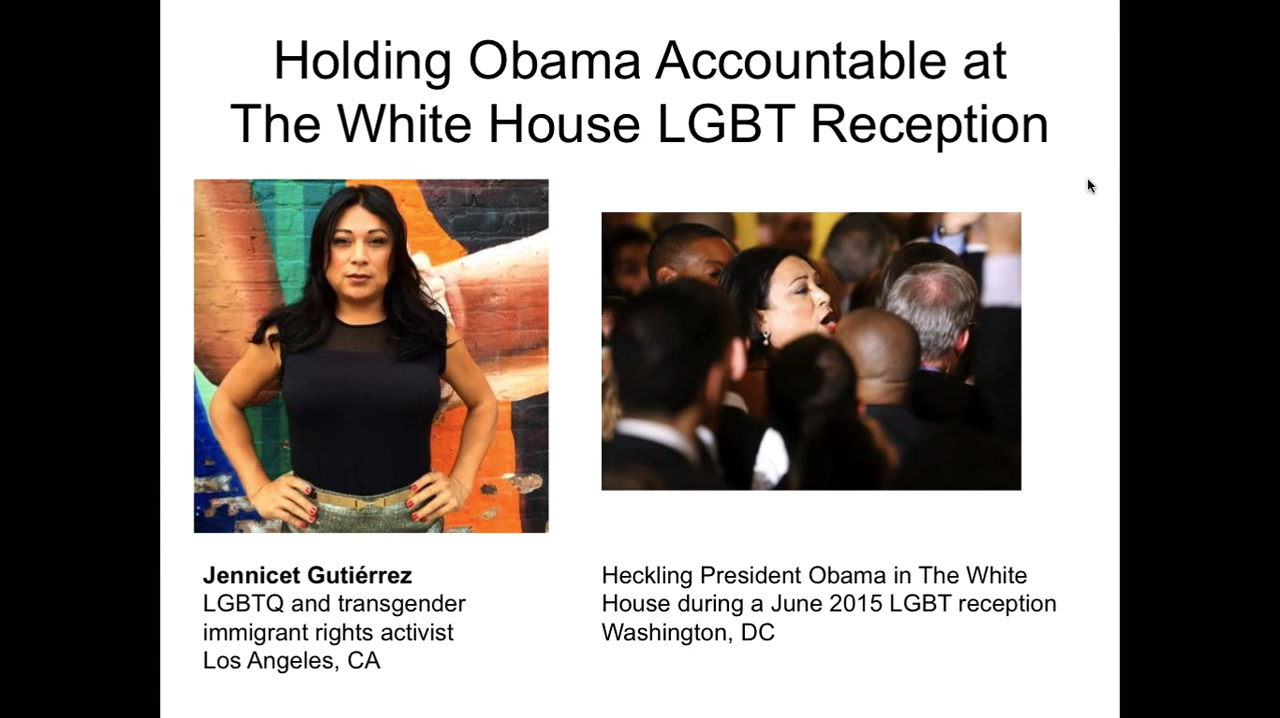 Holding Obama Accountable at
The White House LGBT Reception
Jennicet Gutiérrez
LGBTQ and transgender
immigrant rights activist
Los Angeles, CA
Heckling President Obama in The White
House during a June 2015 LGBT reception
Washington, DC